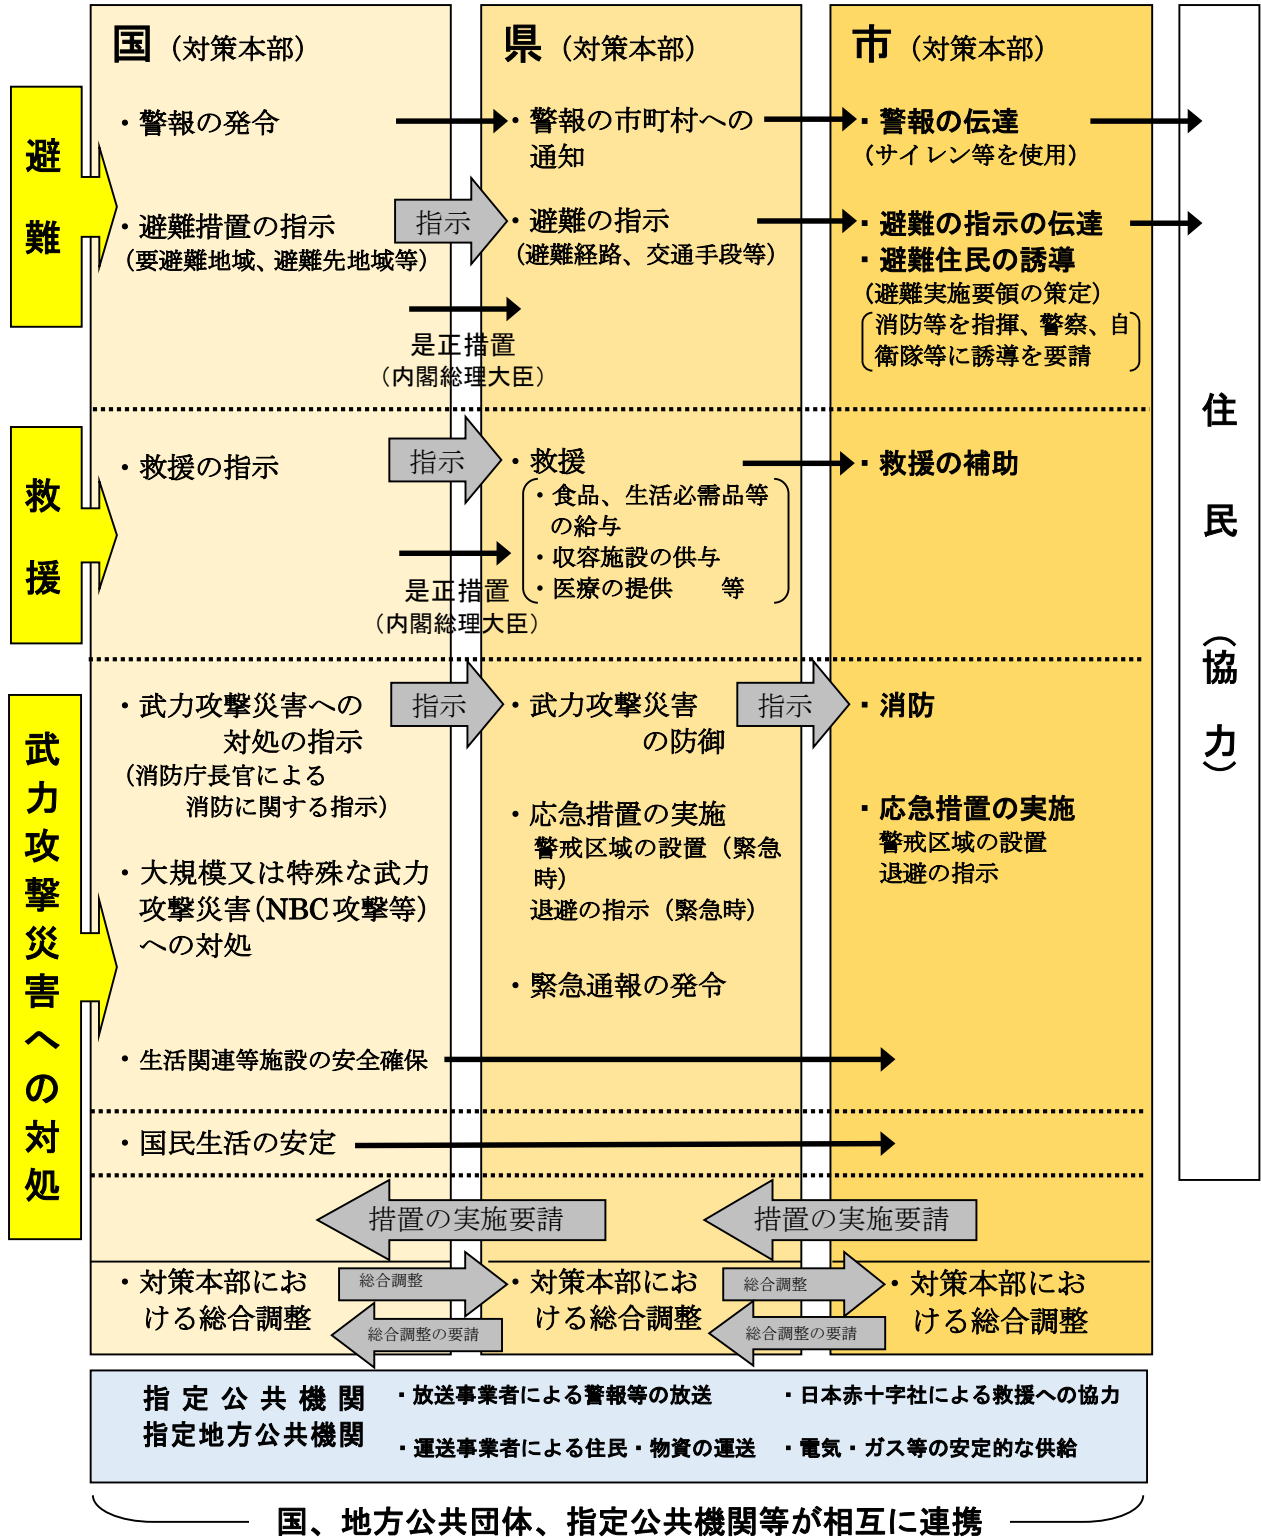 国（対策本部）
県（対策本部）
市（対策本部）
避難
・警報の発令
・警報の市町村への
通知
・警報の伝達
（サイレン等を使用）
・避難措置の指示
（要避難地域、避難先地域等）
指示
・避難の指示
（避難経路、交通手段等）
・避難の指示の伝達
・避難住民の誘導
（避難実施要領の策定）
消防等を指揮、警察、自
衛隊等に誘導を要請
是正措置
（内閣総理大臣）
救援
・救援の指示
指示
・救援
・食品、生活必需品等
の給与
・収容施設の供与
・医療の提供　　等
・救援の補助
是正措置
（内閣総理大臣）
武力攻撃災害への対処
・武力攻撃災害への
対処の指示
（消防庁長官による
消防に関する指示）
指示
・武力攻撃災害
の防御
指示
・消防
・大規模又は特殊な武力
攻撃災害（NBC攻撃等）
への対処
・応急措置の実施
警戒区域の設置（緊急
時）
退避の指示（緊急時）
・応急措置の実施
警戒区域の設置
退避の指示
・緊急通報の発令
・生活関連等施設の安全確保
・国民生活の安定
措置の実施要請
措置の実施要請
・対策本部にお
ける総合調整
総合調整
総合調整の要請
・対策本部にお
ける総合調整
総合調整
総合調整の要請
・対策本部にお
ける総合調整
住民（協力）
指定公共機関
指定地方公共機関
・放送事業者による警報等の放送
・日本赤十字社による救援への協力
・運送事業者による住民・物資の運送
・電気・ガス等の安定的な供給
国、地方公共団体、指定公共機関等が相互に連携